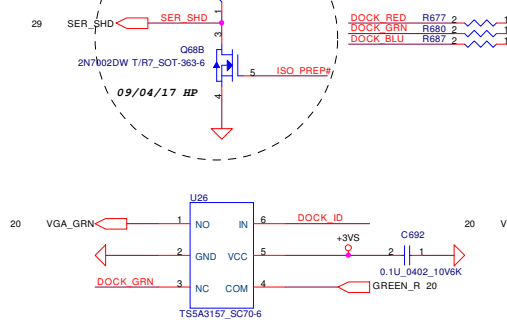 1
29 SER_SHD SER_SHD
3
Q68B
2N7002DW T/R7_SOT-363-6
5 ISO_PREP#
09/04/17 HP
4
DOCK_RED R677 2 1
DOCK_GRN R680 2 1
DOCK_BLU R687 2 1
U26
20 VGA_GRN 1 NO IN 6 DOCK_ID
2 GND VCC 5 +3VS 2 C692 1
0.1U_0402_10V6K
DOCK_GRN 3 NC COM 4 GREEN_R 20
TS5A3157_SC70-6
20 V